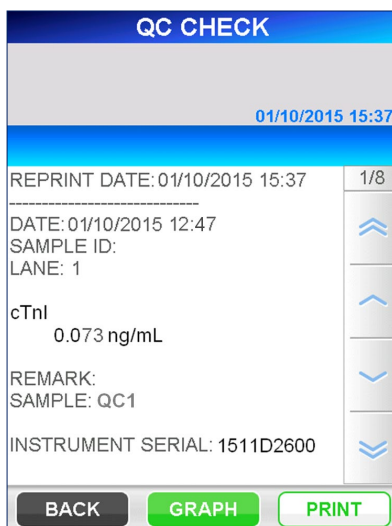 QC CHECK
01/10/2015 15:37
REPRINT DATE: 01/10/2015 15:37
1/8
-----------------------------
DATE: 01/10/2015 12:47
SAMPLE ID:
LANE: 1
cTnI
0.073 ng/mL
REMARK:
SAMPLE: QC1
INSTRUMENT SERIAL: 1511D2600
BACK
GRAPH
PRINT